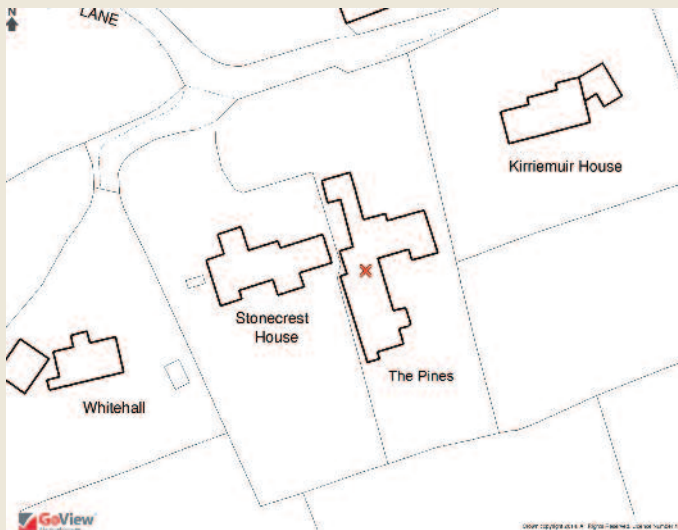 N
LANE
Kirriemuir House
Stonecrest
House
The Pines
Whitehall
GoView